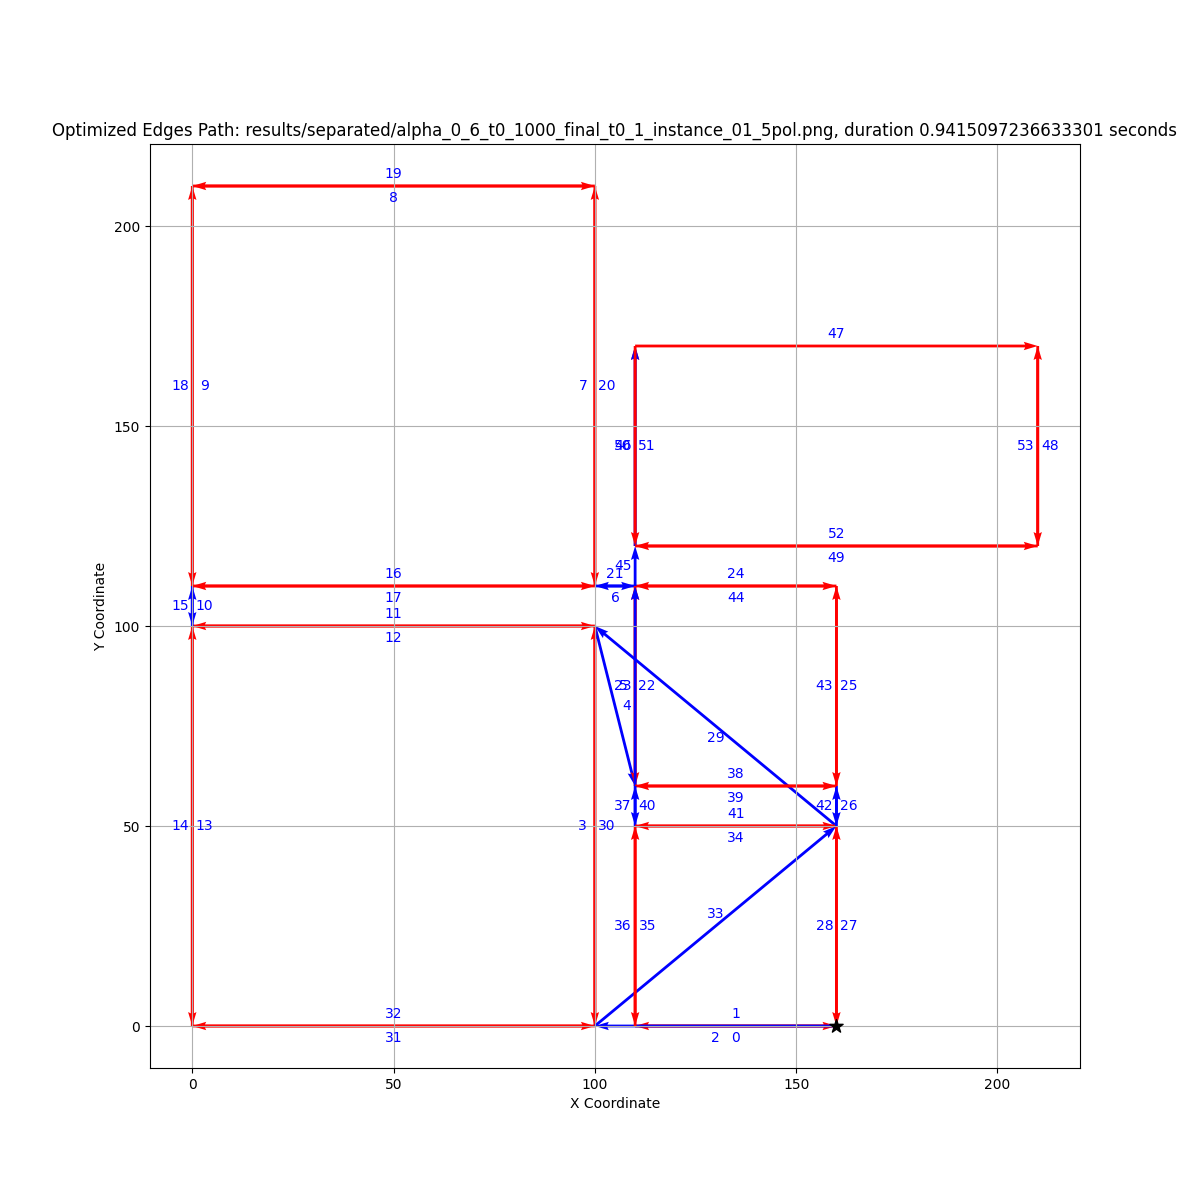 Optimized Edges Path: results/separated/alpha_0_6_t0_1000_final_t0_1_instance_01_5pol.png, duration 0.9415097236633301 seconds
19
8
200
47
150
18 9 7 20
51 53 48
52
49
45
16 21 24
17 6 44
15 10
11
100
12
23 5 22 43 25
4
29
38
39
37 40 42 26
41
50
14 13 3 30
34
33
36 35 28 27
32 1
0
31 2 0
0 50 100 150 200
X Coordinate
Y Coordinate